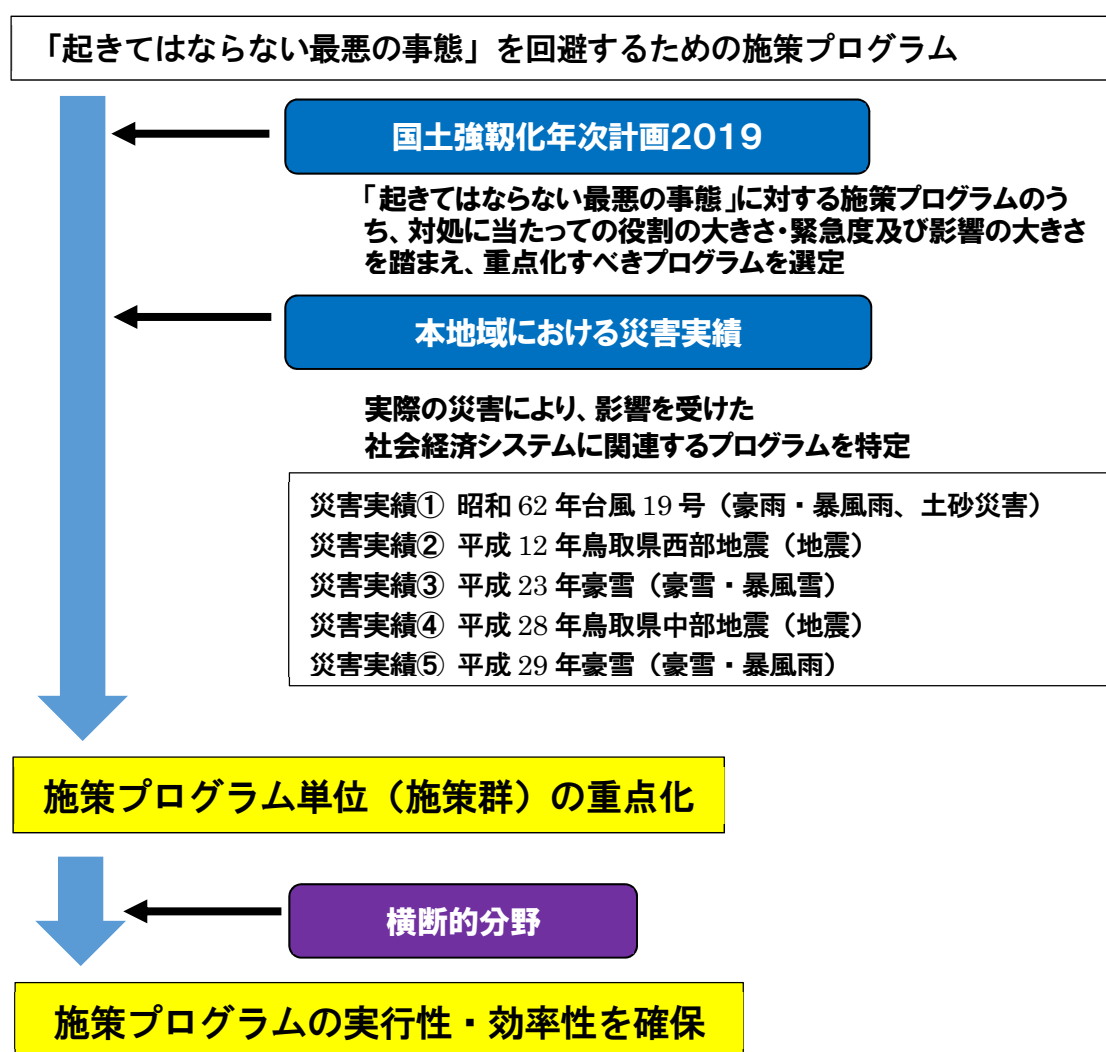 「起きてはならない最悪の事態」を回避するための施策プログラム
国土強靱化年次計画2019
「起きてはならない最悪の事態」に対する施策プログラムのう
ち、対処に当たっての役割の大きさ・緊急度及び影響の大きさ
を踏まえ、重点化すべきプログラムを選定
本地域における災害実績
実際の災害により、影響を受けた
社会経済システムに関連するプログラムを特定
災害実績① 昭和 62 年台風 19 号（豪雨・暴風雨、土砂災害）
災害実績② 平成 12 年鳥取県西部地震（地震）
災害実績③ 平成 23 年豪雪（豪雪・暴風雪）
災害実績④ 平成 28 年鳥取県中部地震（地震）
災害実績⑤ 平成 29 年豪雪（豪雪・暴風雨）
施策プログラム単位（施策群）の重点化
横断的分野
施策プログラムの実行性・効率性を確保